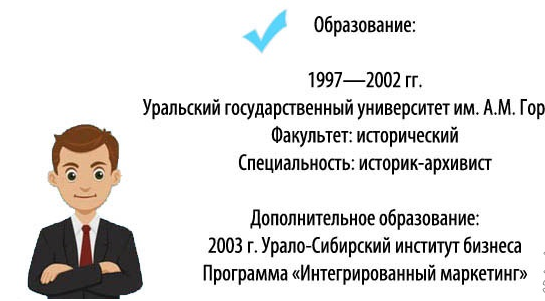 Образование:
1997—2002 гг.
Уральский государственный университет им. А.М. Гор
Факультет: исторический
Специальность: историк-архивист
Дополнительное образование:
2003 г. Урало-Сибирский институт бизнеса
Программа «Интегрированный маркетинг»